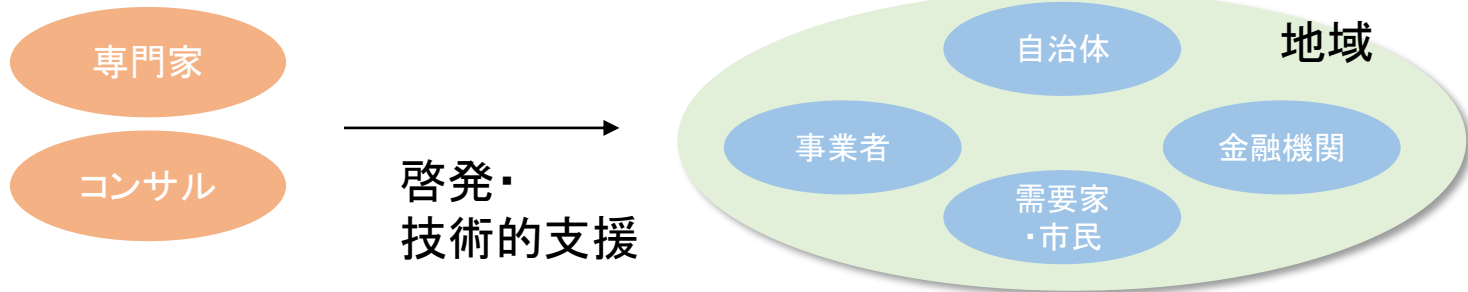 専門家
コンサル
啓発・
技術的支援
地域
自治体
事業者
金融機関
需要家
・市民